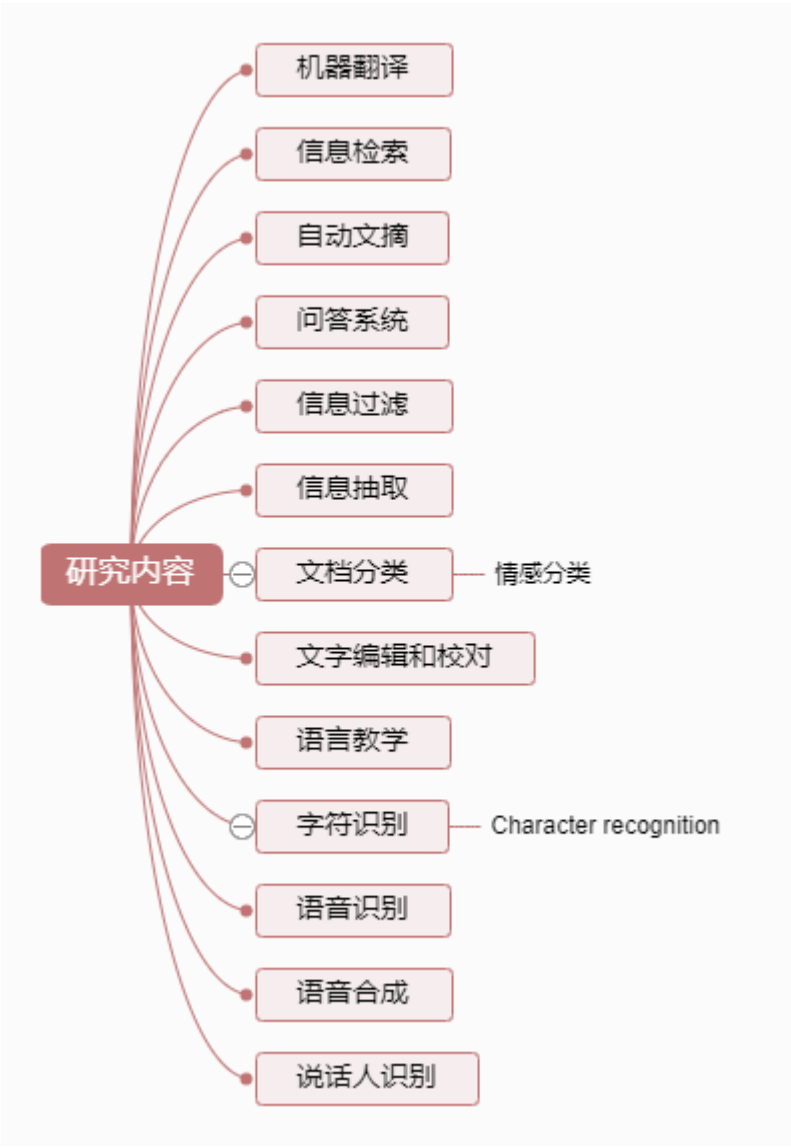 机器翻译
信息检索
自动文摘
问答系统
信息过滤
信息抽取
研究内容
文档分类
情感分类
文字编辑和校对
语言教学
字符识别
Character recognition
语音识别
语音合成
说话人识别